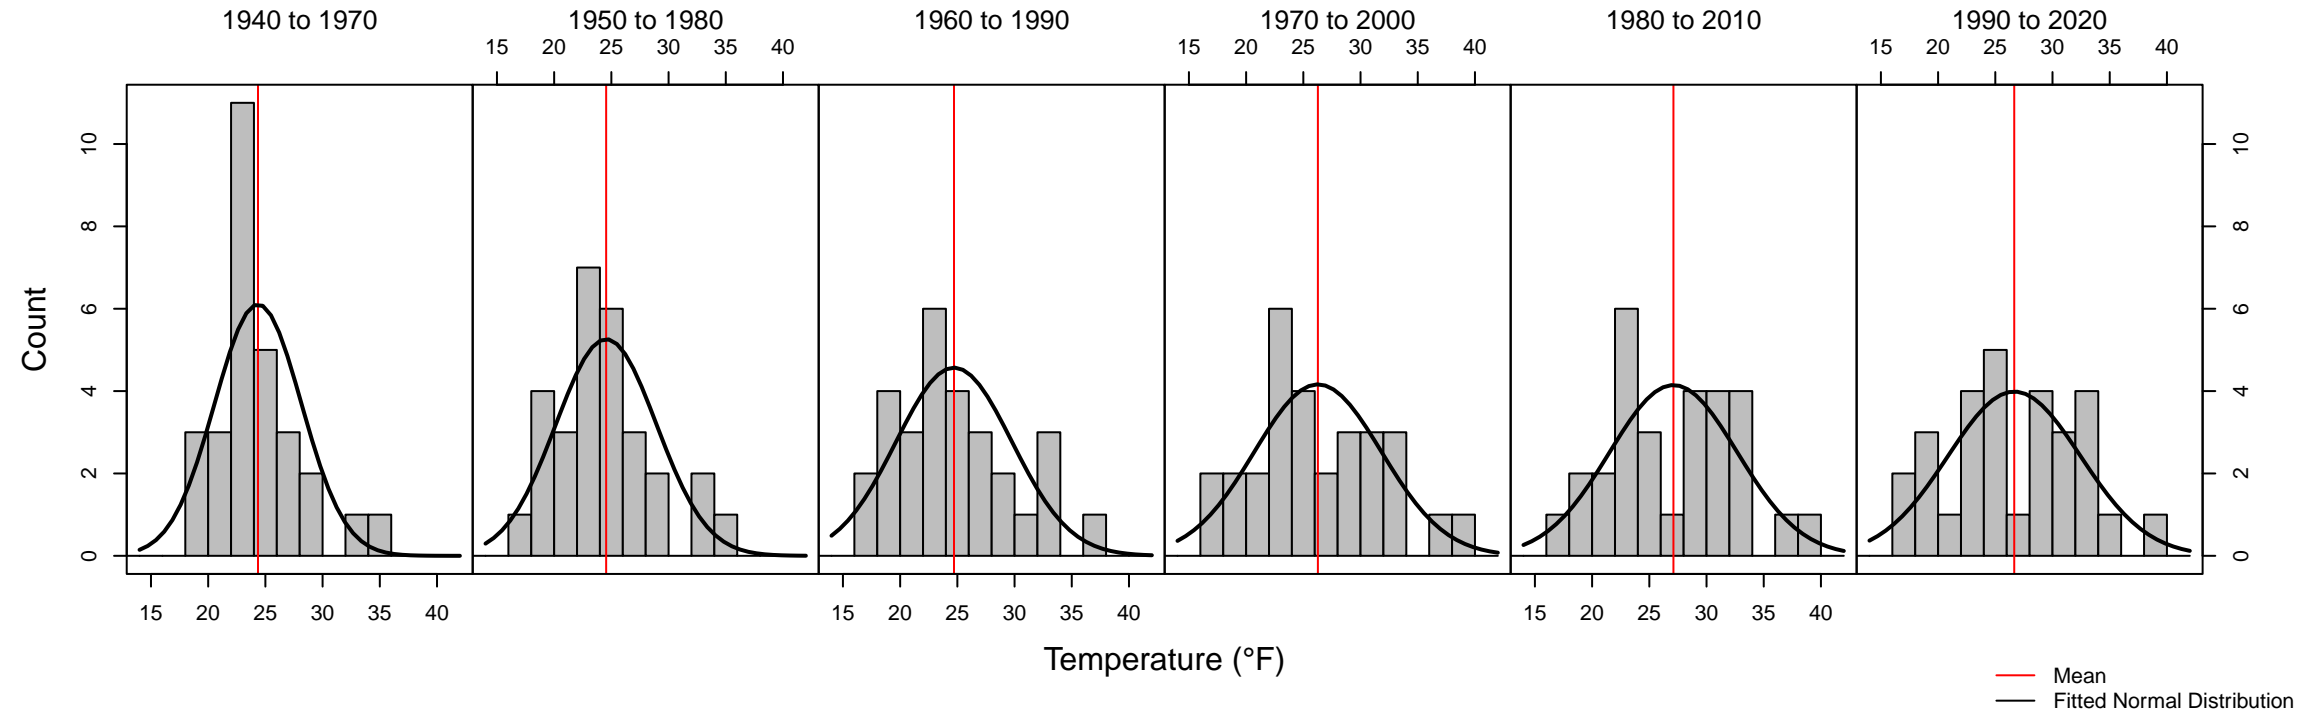 1940 to 1970 1950 to 1980 1960 to 1990 1970 to 2000 1980 to 2010 1990 to 2020
15 20 25 30 35 40 15 20 25 30 35 40 15 20 25 30 35 40
10 10
8 8
6 6
Count
4 4
2 2
0 0
15 20 25 30 35 40 15 20 25 30 35 40 15 20 25 30 35 40
Temperature (°F)
Mean
Fitted Normal Distribution